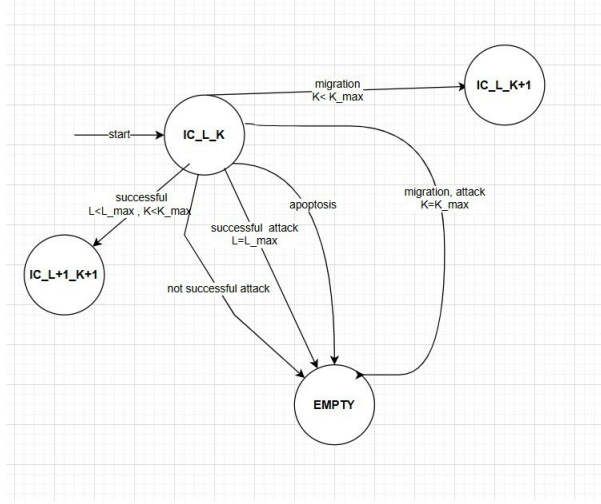 migration
K< K_max
IC_L_K+1
start
IC_L_K
migration, attack
K=K_max
apoptosis
successful
L<L_max , K<K_max
successful attack
L=L_max
IC_L+1_K+1
not successful attack
EMPTY